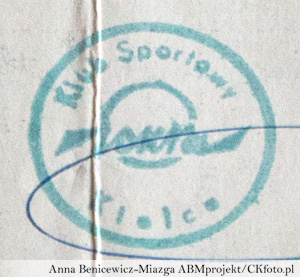 Klub Sportowy
Kielce
Anna Benicewicz-Miazga ABMprojekt/CKfoto.pl